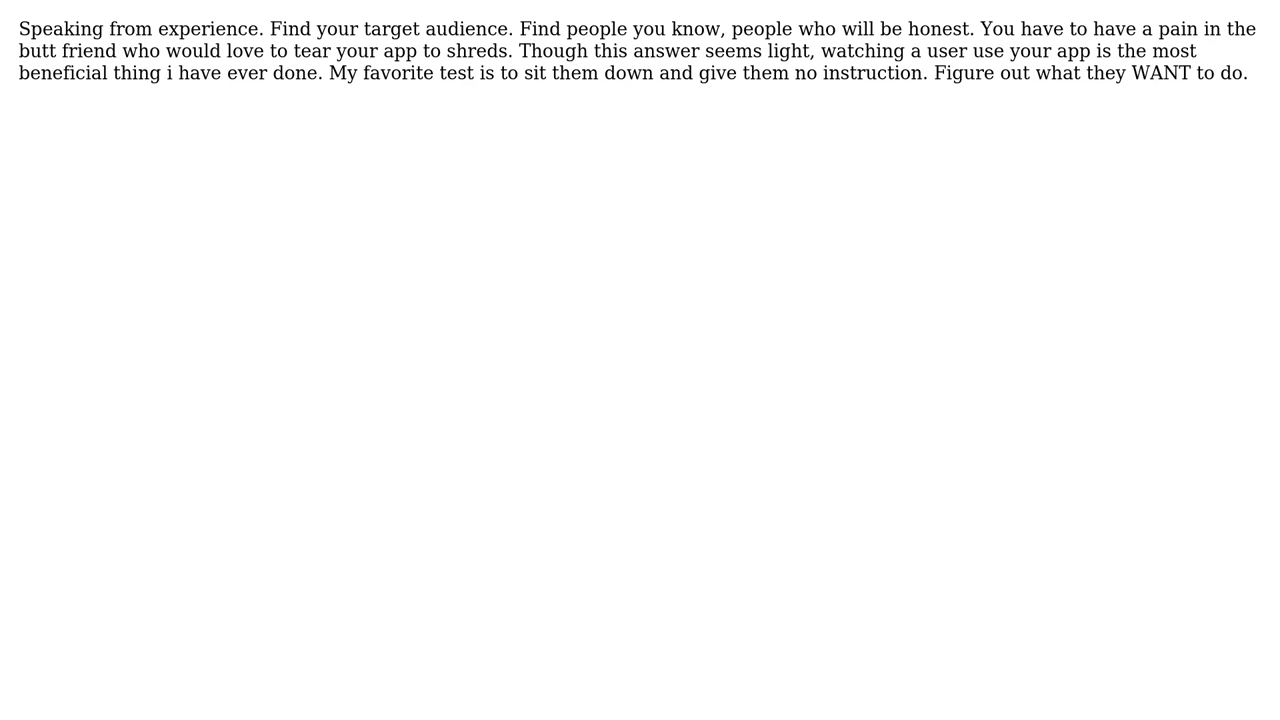 Speaking from experience. Find your target audience. Find people you know, people who will be honest. You have to have a pain in the
butt friend who would love to tear your app to shreds. Though this answer seems light, watching a user use your app is the most
beneficial thing i have ever done. My favorite test is to sit them down and give them no instruction. Figure out what they WANT to do.